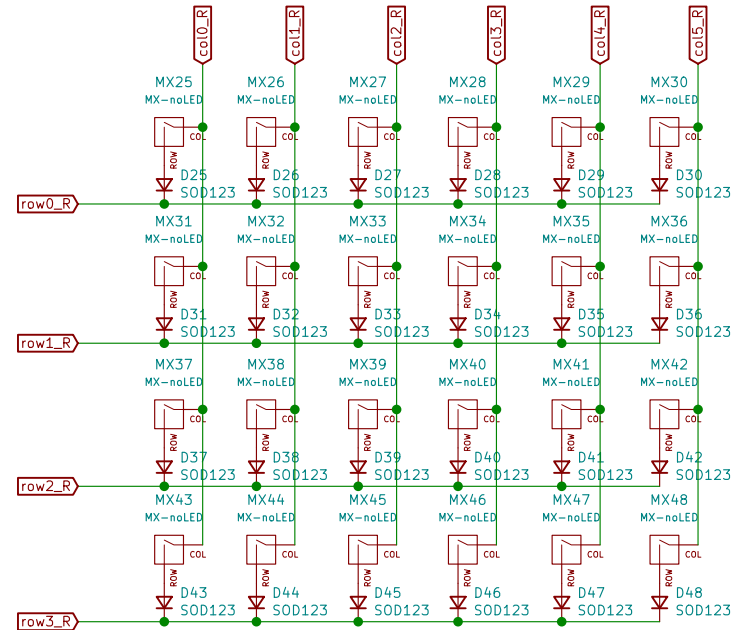 col0_R col1_R col2_R col3_R col4_R col5_R
MX25 MX26 MX27 MX28 MX29 MX30
MX-noLED MX-noLED MX-noLED MX-noLED MX-noLED MX-noLED
COL COL COL COL COL COL
ROW ROW ROW ROW ROW ROW
D25 D26 D27 D28 D29 D30
SOD123 SOD123 SOD123 SOD123 SOD123 SOD123
row0_R
MX31 MX32 MX33 MX34 MX35 MX36
MX-noLED MX-noLED MX-noLED MX-noLED MX-noLED MX-noLED
COL COL COL COL COL COL
ROW ROW ROW ROW ROW ROW
D31 D32 D33 D34 D35 D36
SOD123 SOD123 SOD123 SOD123 SOD123 SOD123
row1_R
MX37 MX38 MX39 MX40 MX41 MX42
MX-noLED MX-noLED MX-noLED MX-noLED MX-noLED MX-noLED
COL COL COL COL COL COL
ROW ROW ROW ROW ROW ROW
D37 D38 D39 D40 D41 D42
SOD123 SOD123 SOD123 SOD123 SOD123 SOD123
row2_R
MX43 MX44 MX45 MX46 MX47 MX48
MX-noLED MX-noLED MX-noLED MX-noLED MX-noLED MX-noLED
COL COL COL COL COL COL
ROW ROW ROW ROW ROW ROW
D43 D44 D45 D46 D47 D48
SOD123 SOD123 SOD123 SOD123 SOD123 SOD123
row3_R